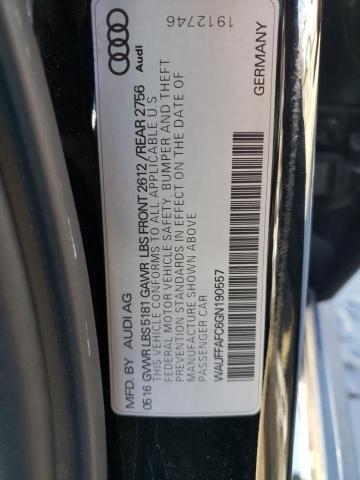 1912746
Audi
MFD. BY AUDI AG
GERMANY
0516 GVWR LBS 5181 GAWR LBS FRONT 2612 / REAR 2756
THIS VEHICLE CONFORMS TO ALL APPLICABLE U S
FEDERAL MOTOR VEHICLE SAFETY, BUMPER AND THEFT
PREVENTION STANDARDS IN EFFECT ON THE DATE OF
MANUFACTURE SHOWN ABOVE
PASSENGER CAR
WAUFFAFC6GN190557